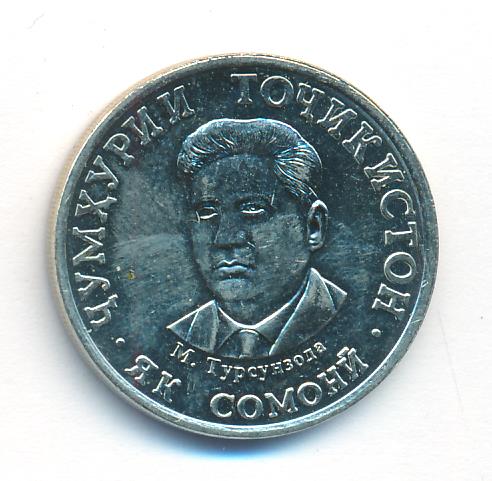 ҶУМҲУРИИ ТОҶИКИСТОН
М. Турсунзода
ЯК СОМОНӢ